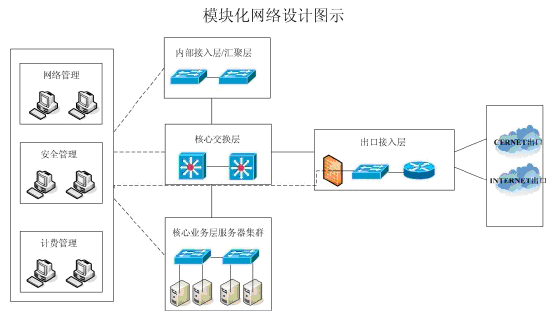 模块化网络设计图示
网络管理
安全管理
计费管理
内部接入层/汇聚层
核心交换层
核心业务层服务器集群
出口接入层
CERNET出口
INTERNET出口